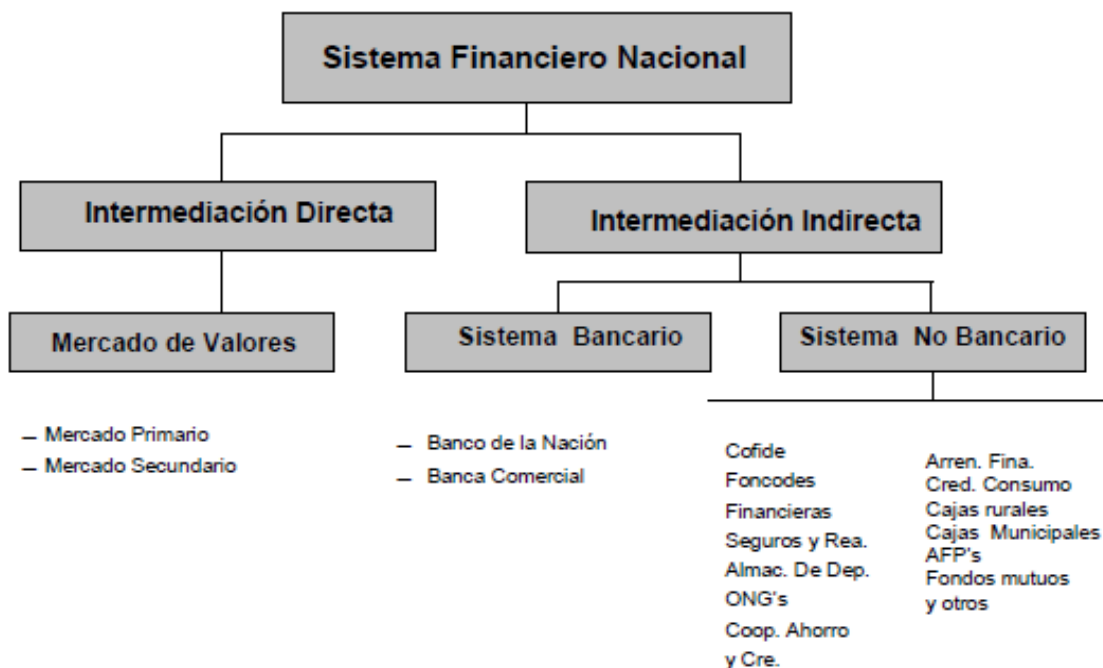 Sistema Financiero Nacional
Intermediación Directa
Intermediación Indirecta
Mercado de Valores
Sistema Bancario
Sistema No Bancario
– Mercado Primario
– Mercado Secundario
– Banco de la Nación
– Banca Comercial
Cofide
Foncodes
Financieras
Seguros y Rea.
Almac. De Dep.
ONG's
Coop. Ahorro
y Cre.
Arren. Fina.
Cred. Consumo
Cajas rurales
Cajas Municipales
AFP's
Fondos mutuos
y otros